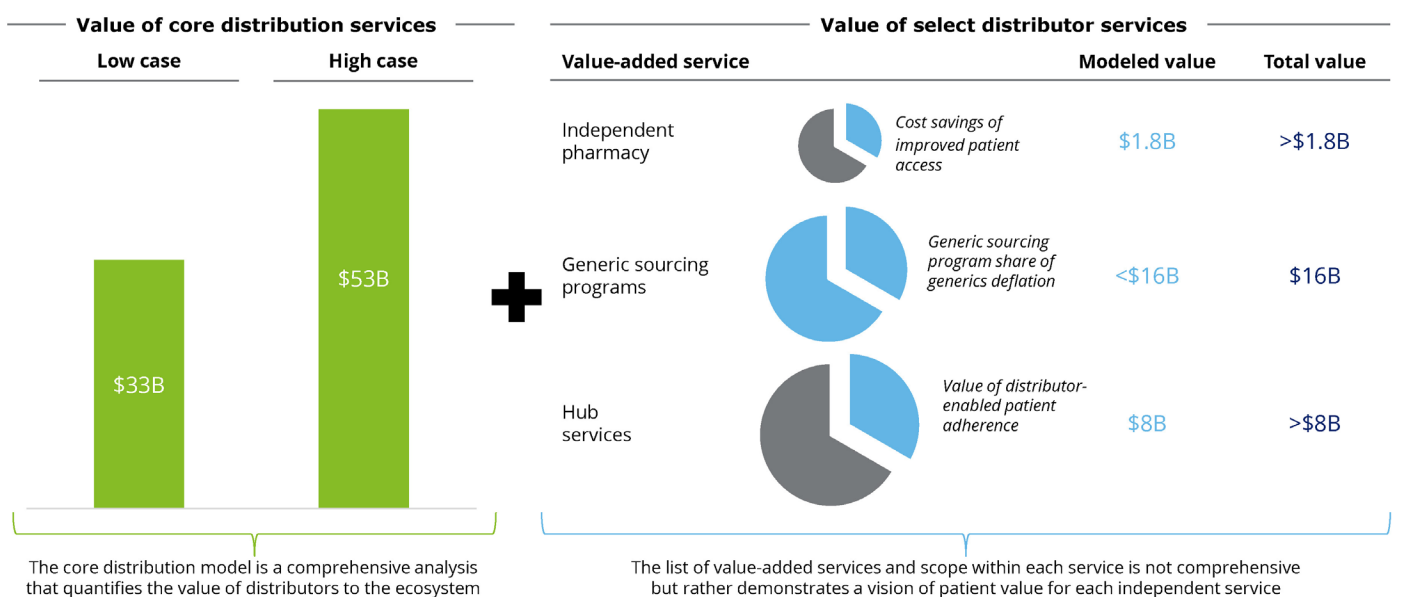 Value of core distribution services
Low case
High case
$33B
$53B
The core distribution model is a comprehensive analysis
that quantifies the value of distributors to the ecosystem
Value of select distributor services
Value-added service
Modeled value
Total value
Independent
pharmacy
Cost savings of
improved patient
access
$1.8B
>$1.8B
Generic sourcing
programs
Generic sourcing
program share of
generics deflation
<$16B
$16B
Hub
services
Value of distributor-
enabled patient
adherence
$8B
>$8B
The list of value-added services and scope within each service is not comprehensive
but rather demonstrates a vision of patient value for each independent service